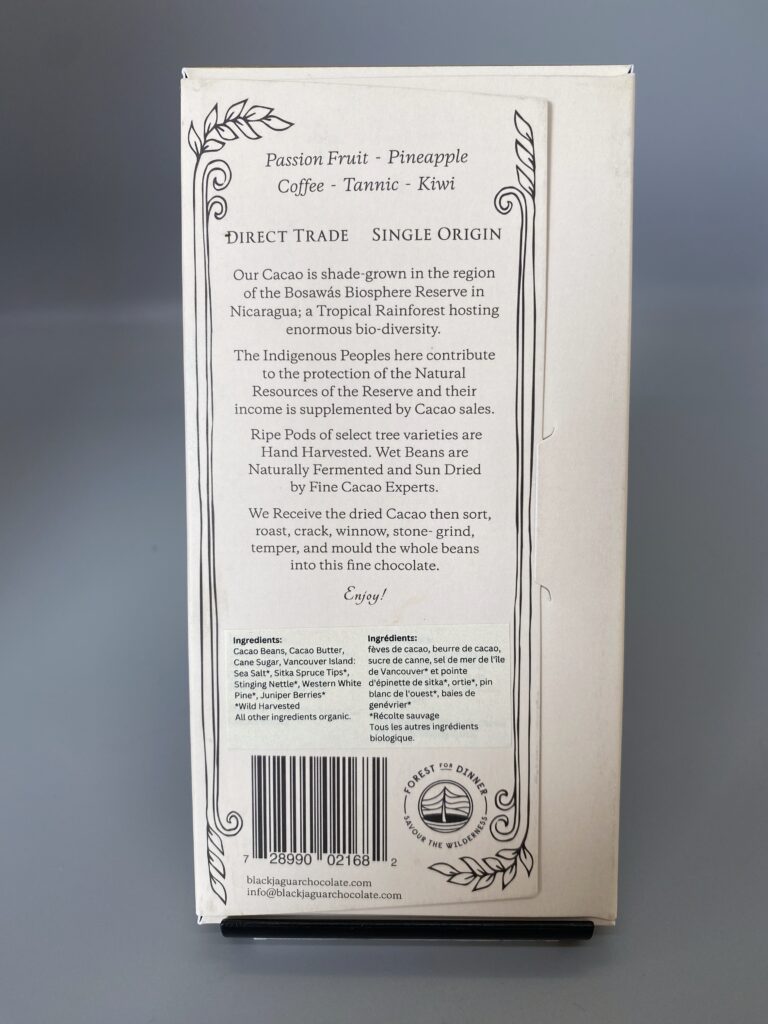 Passion Fruit - Pineapple
Coffee - Tannic - Kiwi
DIRECT TRADE SINGLE ORIGIN
Our Cacao is shade-grown in the region
of the Bosawás Biosphere Reserve in
Nicaragua; a Tropical Rainforest hosting
enormous bio-diversity.
The Indigenous Peoples here contribute
to the protection of the Natural
Resources of the Reserve and their
income is supplemented by Cacao sales.
Ripe Pods of select tree varieties are
Hand Harvested. Wet Beans are
Naturally Fermented and Sun Dried
by Fine Cacao Experts.
We Receive the dried Cacao then sort,
roast, crack, winnow, stone- grind,
temper, and mould the whole beans
into this fine chocolate.
Enjoy!
Ingredients:
Cacao Beans, Cacao Butter,
Cane Sugar, Vancouver Island:
Sea Salt*, Sitka Spruce Tips*,
Stinging Nettle*, Western White
Pine*, Juniper Berries*
*Wild Harvested
All other ingredients organic.
Ingrédients:
fèves de cacao, beurre de cacao,
sucre de canne, sel de mer de l'île
de Vancouver* et pointe
d'épinette de sitka*, ortie*, pin
blanc de l'ouest*, baies de
genévrier*
*Récolte sauvage
Tous les autres ingrédients
biologique.
FOREST FOR DINNER
SAVOUR THE WILDERNESS
7 28990 02168 2
blackjaguarchocolate.com
info@blackjaguarchocolate.com